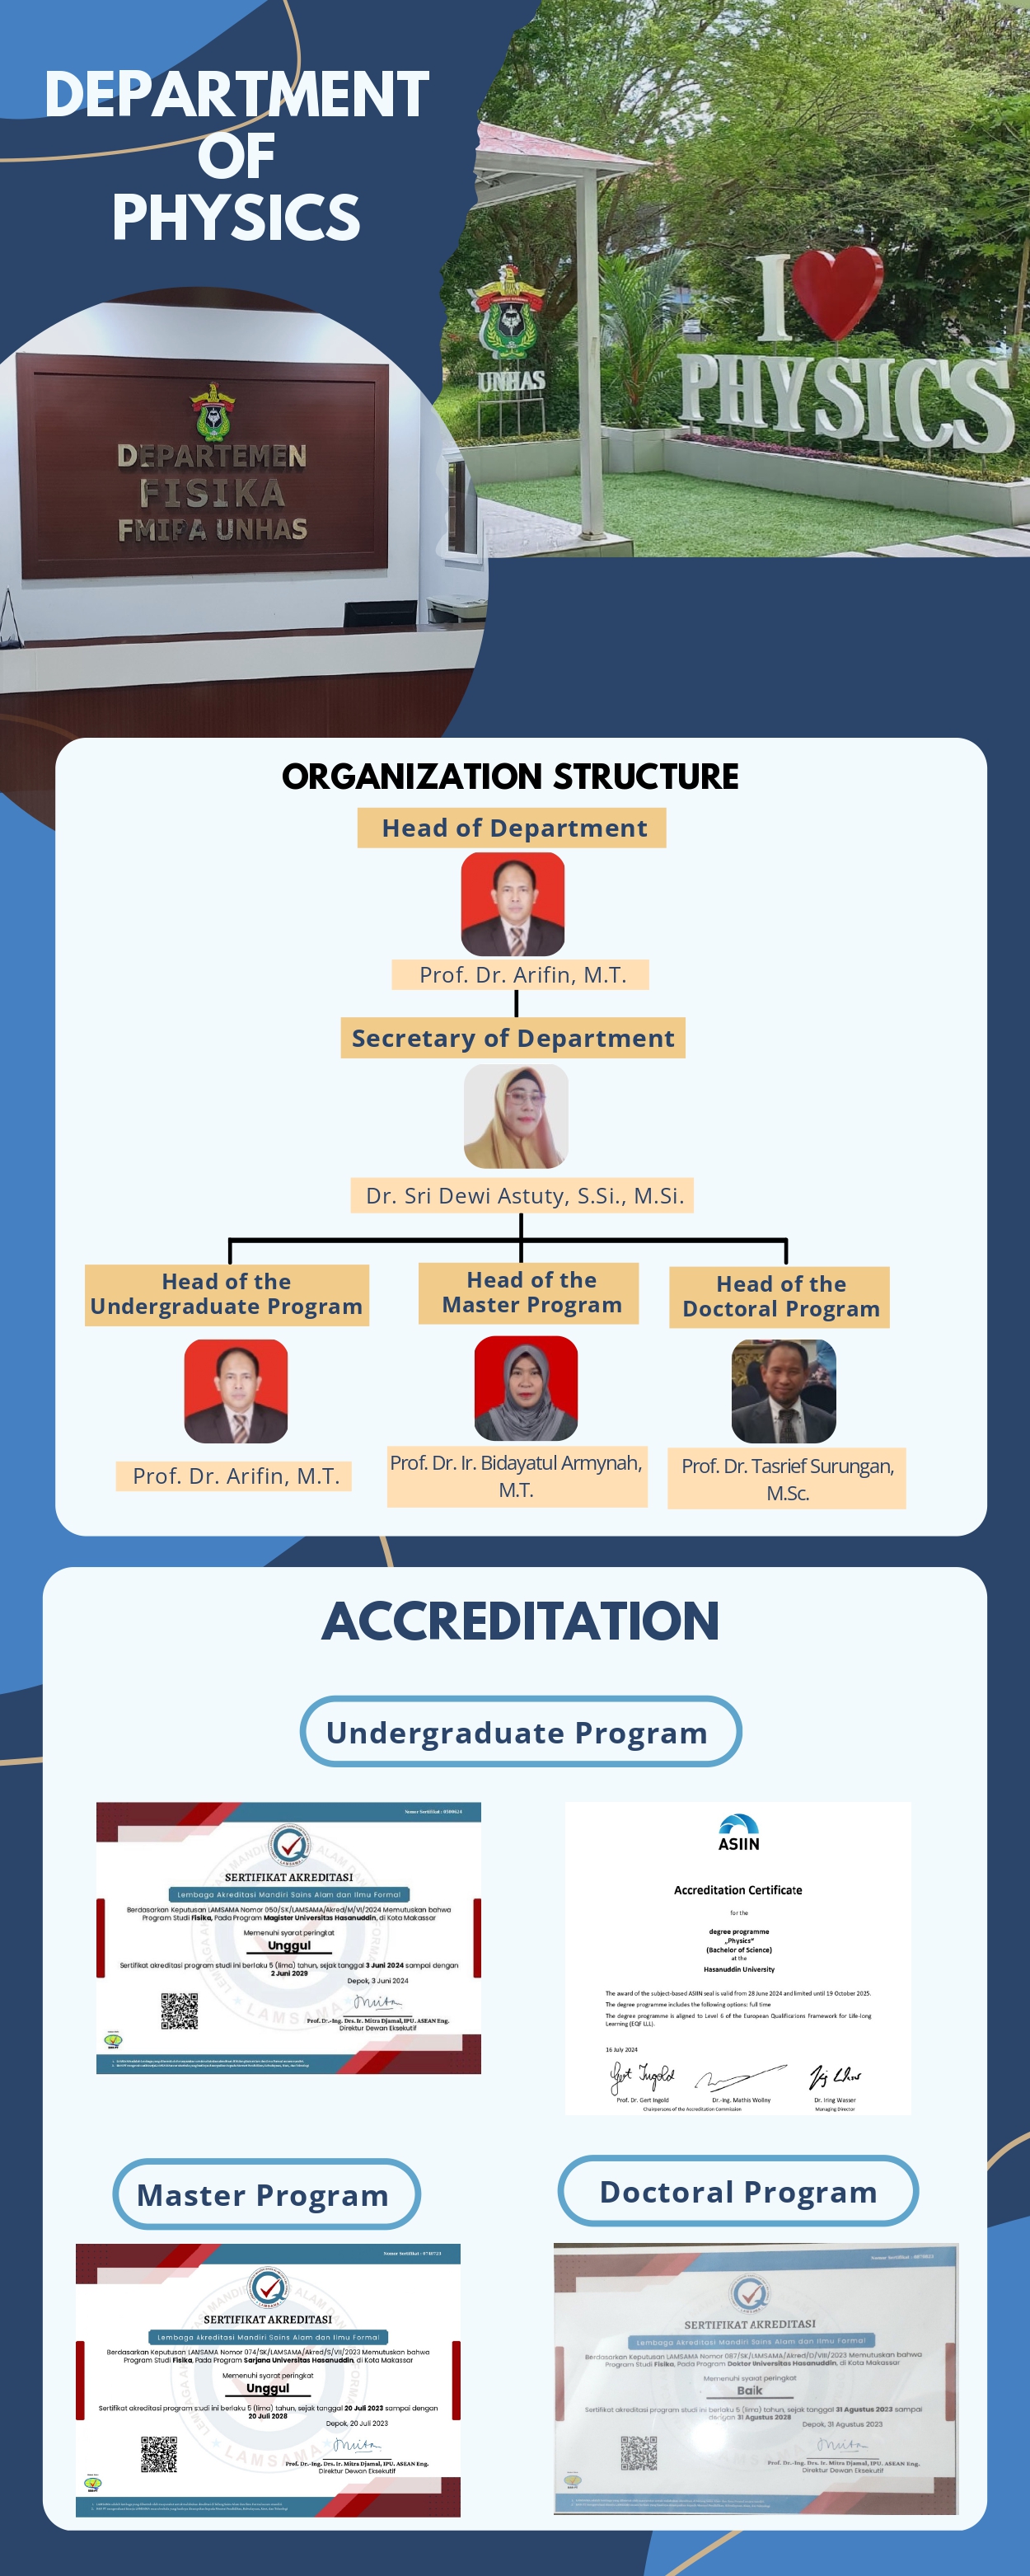 DEPARTMENT
OF
PHYSICS
I
PHYSICS
UNHAS
DEPARTEMEN
FISIKA
FMIPA UNHAS
ORGANIZATION STRUCTURE
Head of Department
Prof. Dr. Arifin, M.T.
Secretary of Department
Dr. Sri Dewi Astuty, S.Si., M.Si.
Head of the
Undergraduate Program
Prof. Dr. Arifin, M.T.
Head of the
Master Program
Prof. Dr. Ir. Bidayatul Armynah,
M.T.
Head of the
Doctoral Program
Prof. Dr. Tasrief Surungan,
M.Sc.
ACCREDITATION
Undergraduate Program
SERTIFIKAT AKREDITASI
Lembaga Akreditasi Mandiri Sains Alam dan Ilmu Formal
Berdasarkan Keputusan LAMSAMA Nomor 050/SK/LAMSAMA/Akred/M/VI/2024 Memutuskan bahwa
Program Studi Fisika, Pada Program Magister Universitas Hasanuddin, di Kota Makassar
Memenuhi syarat peringkat
Unggul
Sertifikat akreditasi program studi ini berlaku 5 (lima) tahun, sejak tanggal 3 Juni 2024 sampai dengan
2 Juni 2029
Depok, 3 Juni 2024
Prof. Dr.-Ing. Drs. Ir. Mitra Djamal, IPU. ASEAN Eng.
Direktur Dewan Eksekutif
ASIIN
Accreditation Certificate
for the
degree programme
„Physics“
(Bachelor of Science)
at the
Hasanuddin University
The award of the subject-based ASIIN seal is valid from 28 June 2024 and limited until 19 October 2025.
The degree programme includes the following options: full time
The degree programme is aligned to Level 6 of the European Qualifications Framework for Life-long
Learning (EQF LLL).
16 July 2024
Prof. Dr. Gert Ingold
Dr.-Ing. Mathis Wollny
Dr. Iring Wasser
Chairpersons of the Accreditation Commission
Managing Director
Master Program
SERTIFIKAT AKREDITASI
Lembaga Akreditasi Mandiri Sains Alam dan Ilmu Formal
Berdasarkan Keputusan LAMSAMA Nomor 074/SK/LAMSAMA/Akred/S/VII/2023 Memutuskan bahwa
Program Studi Fisika, Pada Program Sarjana Universitas Hasanuddin, di Kota Makassar
Memenuhi syarat peringkat
Unggul
Sertifikat akreditasi program studi ini berlaku 5 (lima) tahun, sejak tanggal 20 Juli 2023 sampai dengan
20 Juli 2028
Depok, 20 Juli 2023
Prof. Dr.-Ing. Drs. Ir. Mitra Djamal, IPU. ASEAN Eng.
Direktur Dewan Eksekutif
Doctoral Program
SERTIFIKAT AKREDITASI
Lembaga Akreditasi Mandiri Sains Alam dan Ilmu Formal
Berdasarkan Keputusan LAMSAMA Nomor 087/SK/LAMSAMA/Akred/D/VIII/2023 Memutuskan bahwa
Program Studi Fisika, Pada Program Doktor Universitas Hasanuddin, di Kota Makassar
Memenuhi syarat peringkat
Baik
Sertifikat akreditasi program studi ini berlaku 5 (lima) tahun, sejak tanggal 31 Agustus 2023 sampai
dengan 31 Agustus 2028
Depok, 31 Agustus 2023
Prof. Dr.-Ing. Drs. Ir. Mitra Djamal, IPU. ASEAN Eng.
Direktur Dewan Eksekutif